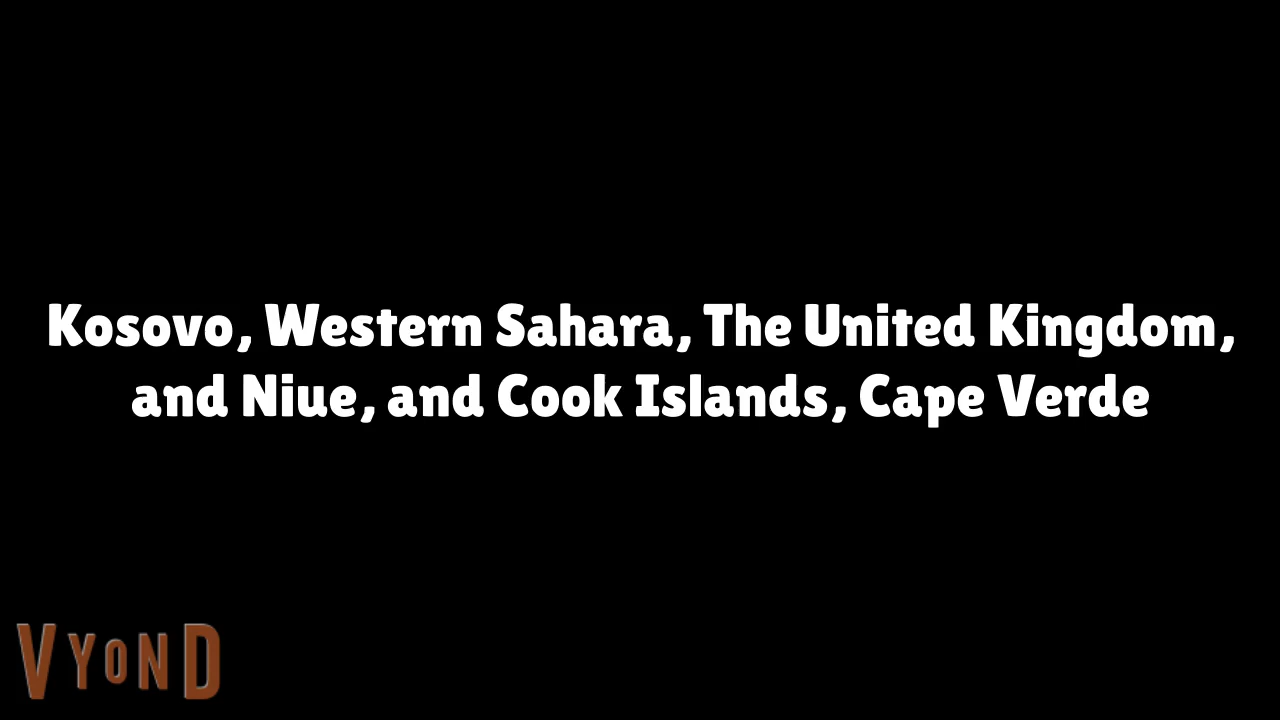 Kosovo, Western Sahara, The United Kingdom,
and Niue, and Cook Islands, Cape Verde
VYOND